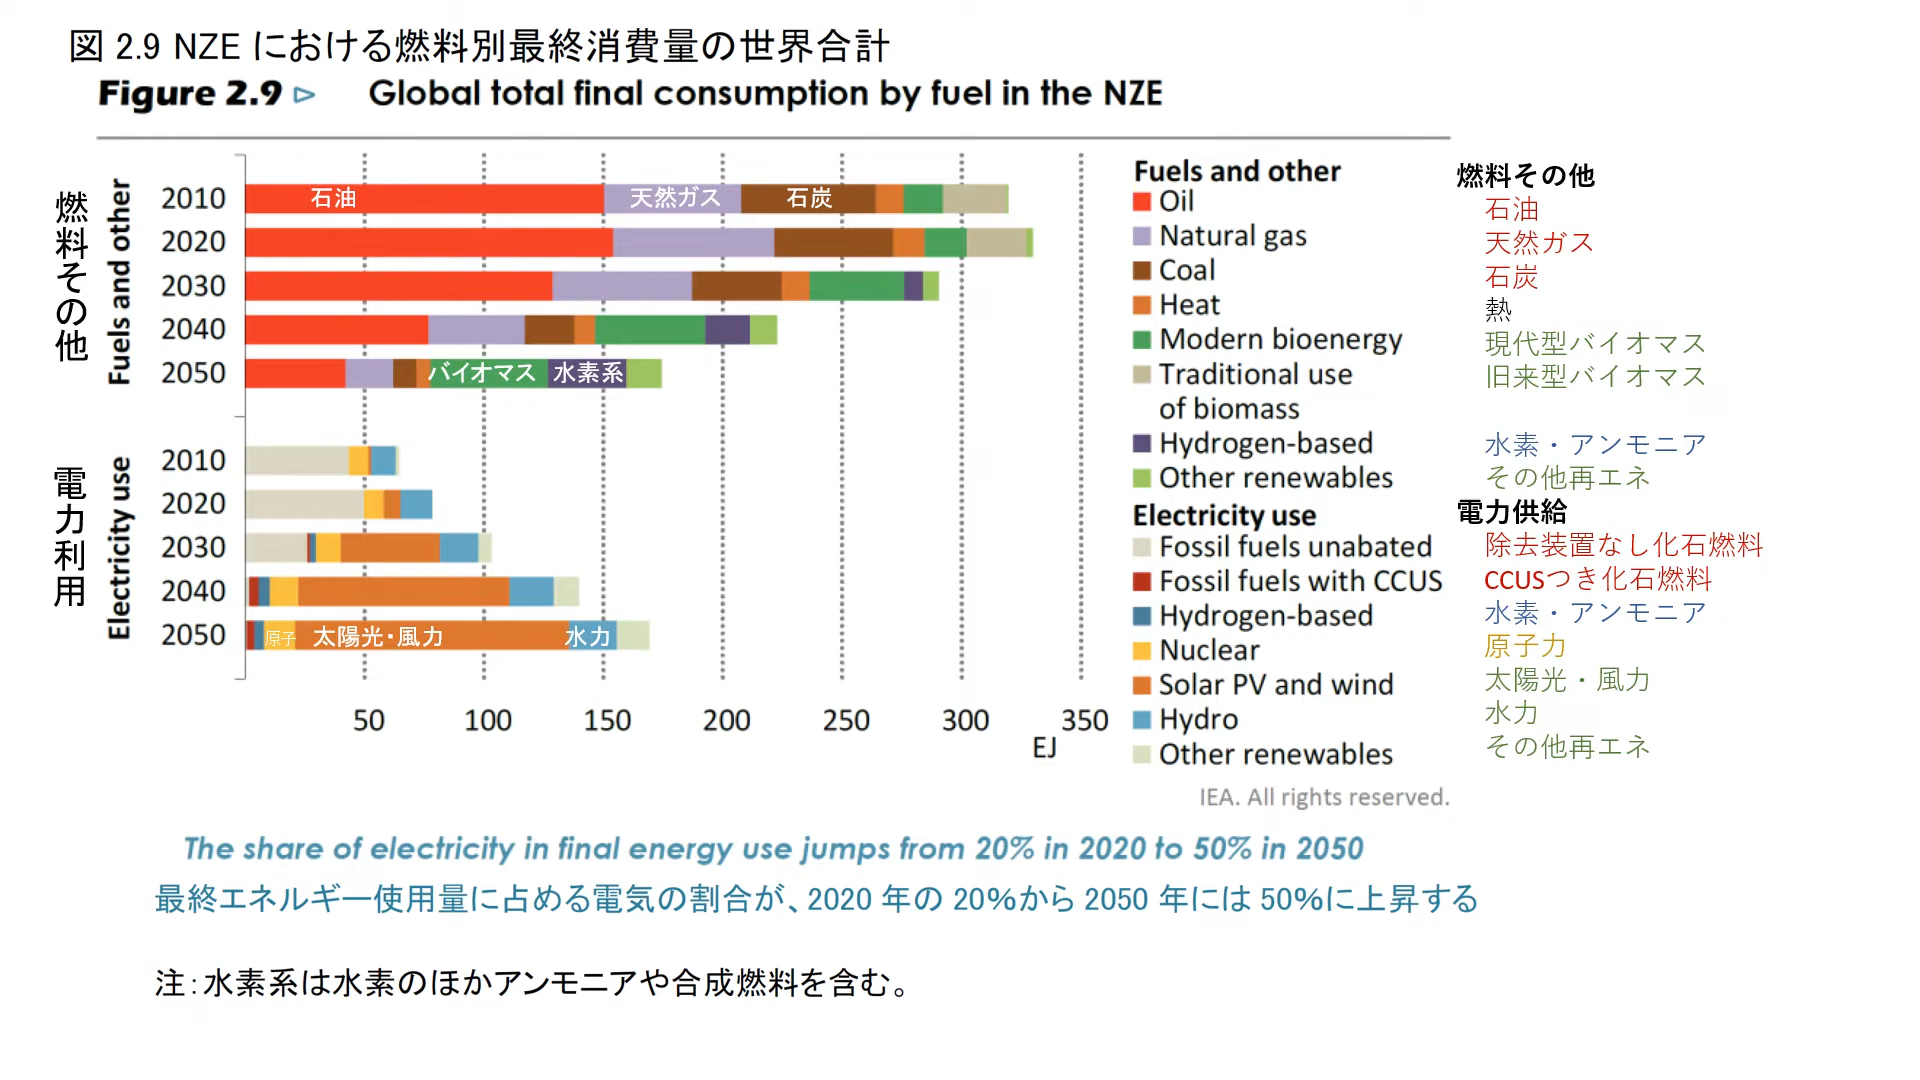 図 2.9 NZE における燃料別最終消費量の世界合計
Figure 2.9 ▷ Global total final consumption by fuel in the NZE
燃料その他
Fuels and other
2010 石油 天然ガス 石炭
2020
2030
2040
2050 バイオマス 水素系
電力利用
Electricity use
2010
2020
2030
2040
2050 原子 太陽光・風力 水力
50 100 150 200 250 300 350
EJ
Fuels and other
Oil
Natural gas
Coal
Heat
Modern bioenergy
Traditional use
of biomass
Hydrogen-based
Other renewables
Electricity use
Fossil fuels unabated
Fossil fuels with CCUS
Hydrogen-based
Nuclear
Solar PV and wind
Hydro
Other renewables
燃料その他
石油
天然ガス
石炭
熱
現代型バイオマス
旧来型バイオマス
水素・アンモニア
その他再エネ
電力供給
除去装置なし化石燃料
CCUSつき化石燃料
水素・アンモニア
原子力
太陽光・風力
水力
その他再エネ
IEA. All rights reserved.
The share of electricity in final energy use jumps from 20% in 2020 to 50% in 2050
最終エネルギー使用量に占める電気の割合が、2020 年の 20%から 2050 年には 50%に上昇する
注：水素系は水素のほかアンモニアや合成燃料を含む。